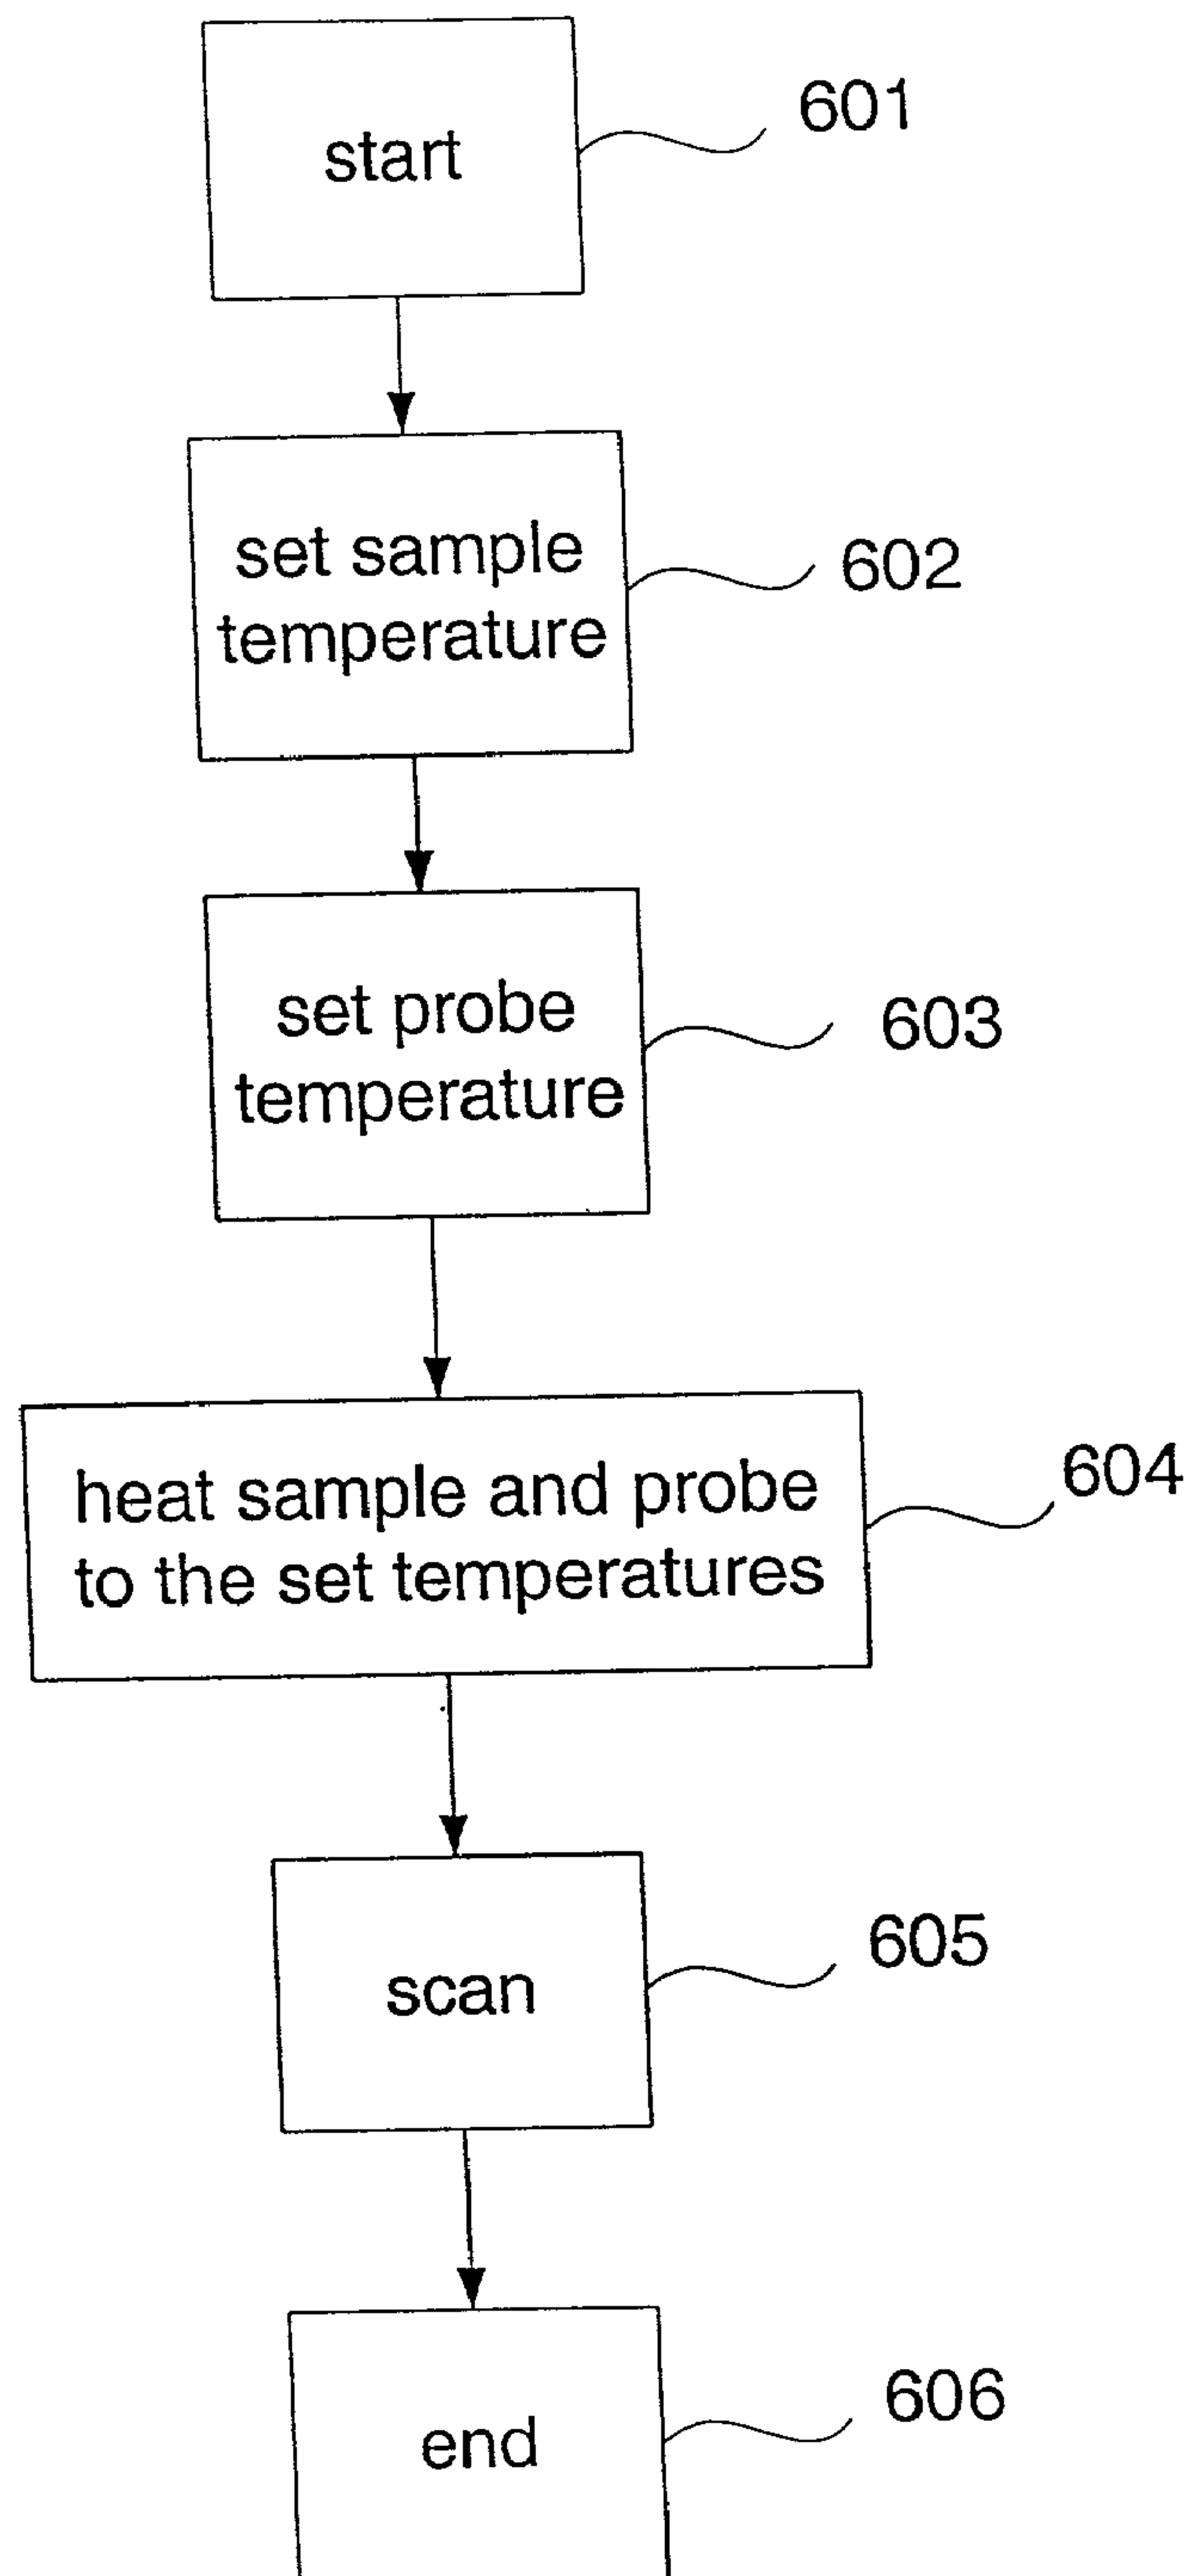 start
601
set sample
temperature
602
set probe
temperature
603
heat sample and probe
to the set temperatures
604
scan
605
end
606